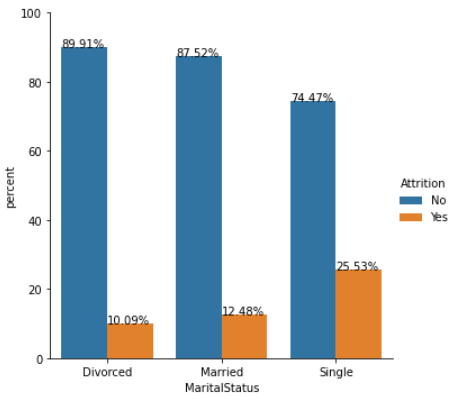 100
80
60
40
20
0
percent
89.91%
10.09%
87.52%
12.48%
74.47%
25.53%
Divorced
Married
Single
MaritalStatus
Attrition
No
Yes